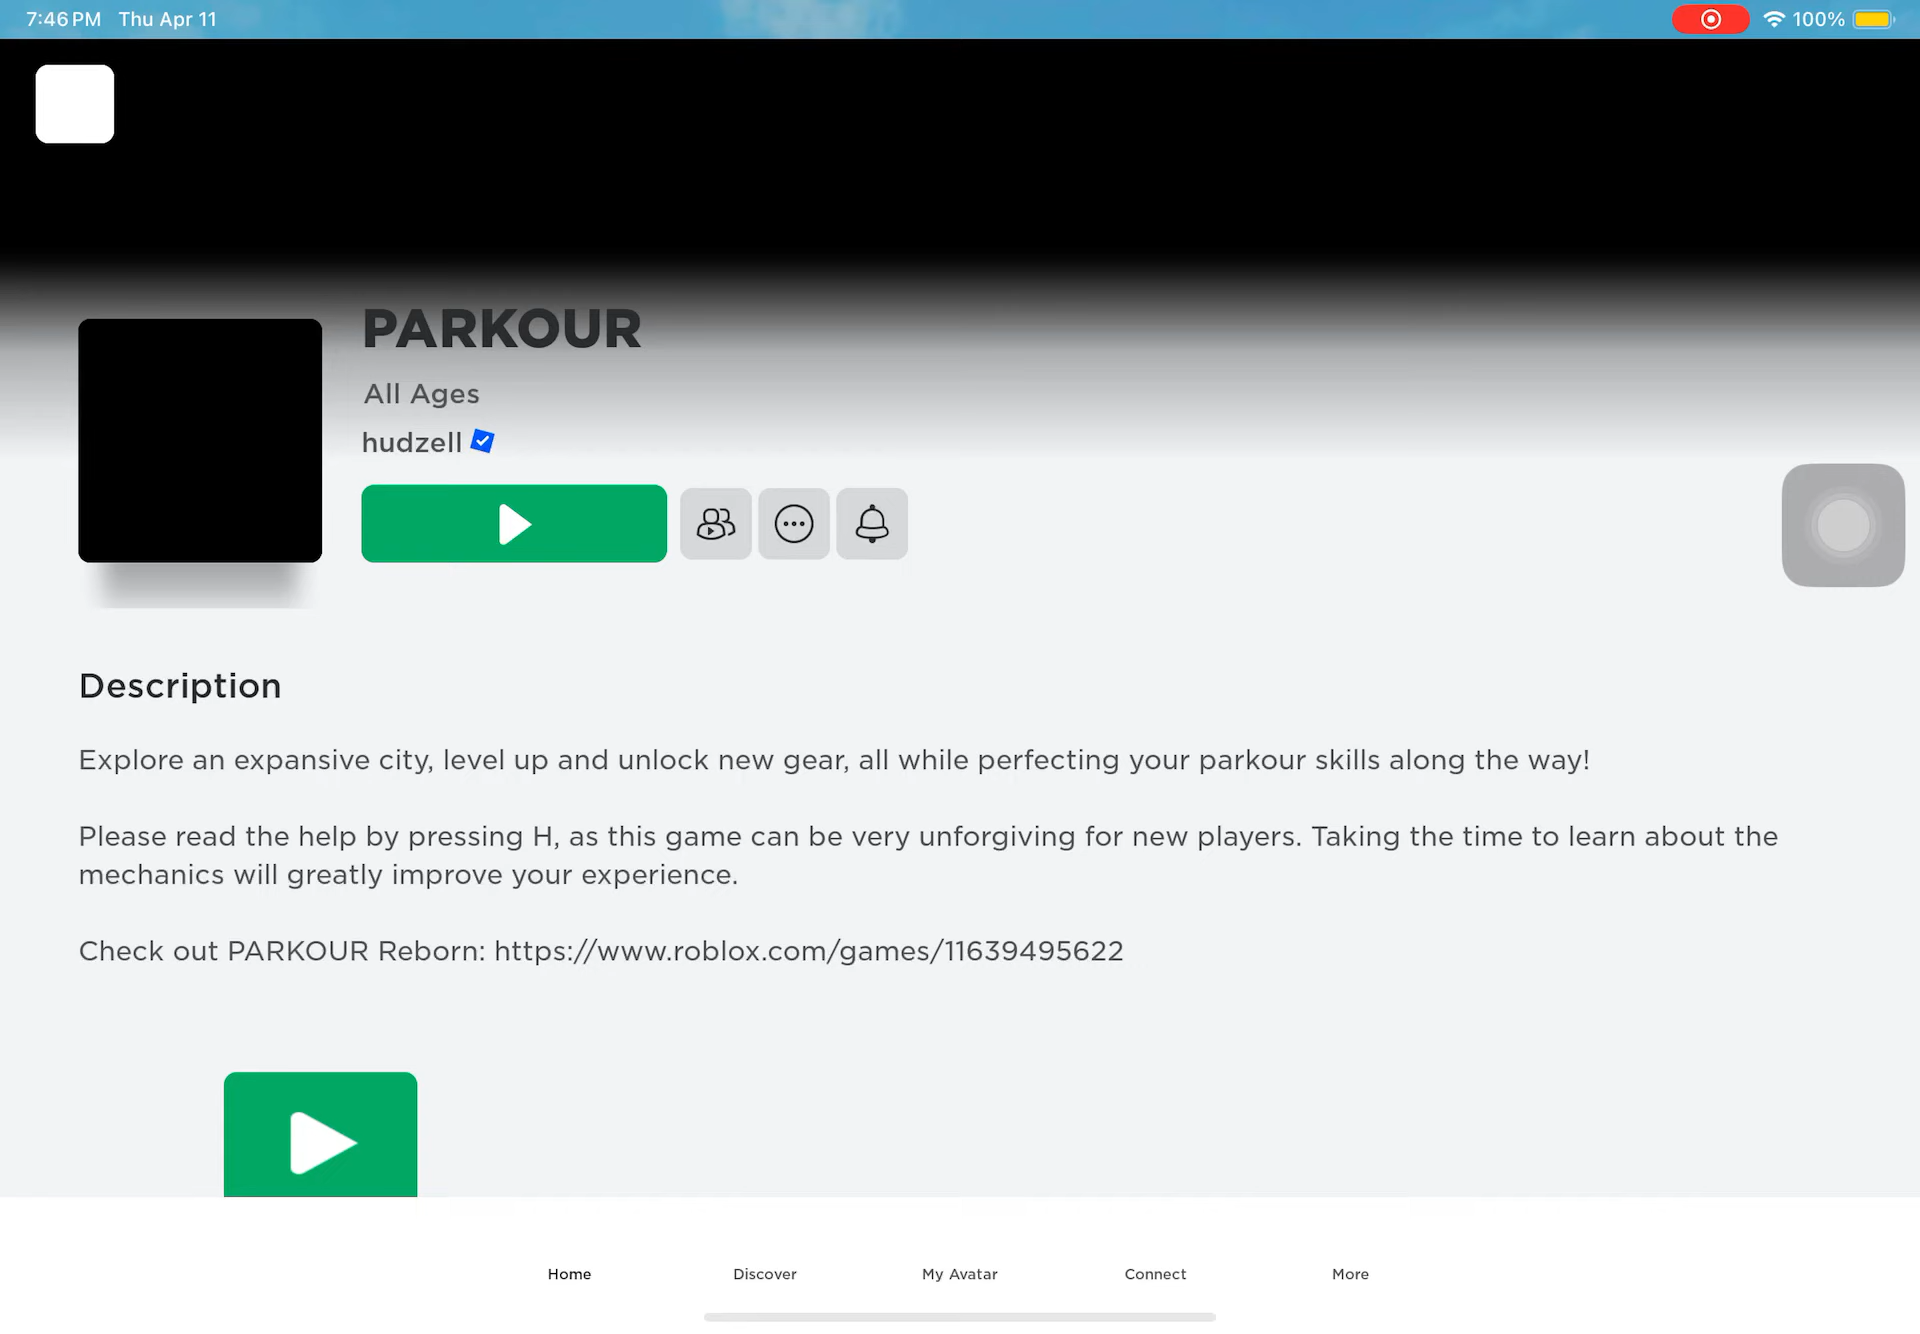 7:46 PM Thu Apr 11
100%
PARKOUR
All Ages
hudzell
Description
Explore an expansive city, level up and unlock new gear, all while perfecting your parkour skills along the way!
Please read the help by pressing H, as this game can be very unforgiving for new players. Taking the time to learn about the
mechanics will greatly improve your experience.
Check out PARKOUR Reborn: https://www.roblox.com/games/11639495622
Home Discover My Avatar Connect More